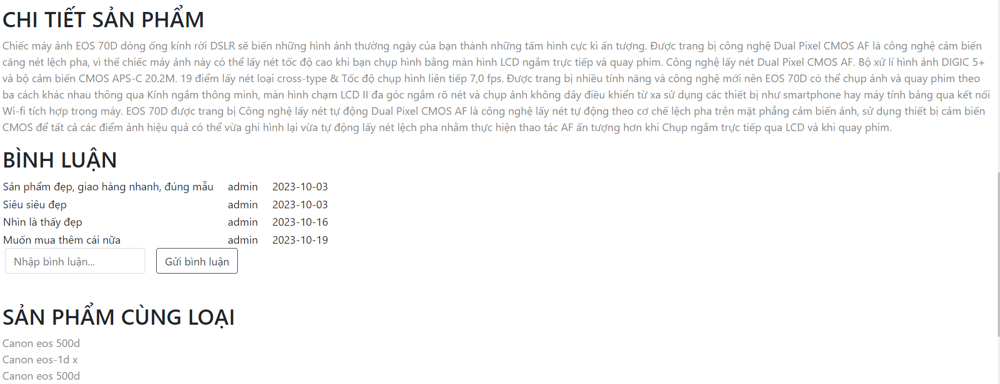 CHI TIẾT SẢN PHẨM
Chiếc máy ảnh EOS 70D dòng ống kính rời DSLR sẽ biến những hình ảnh thường ngày của bạn thành những tấm hình cực kì ấn tượng. Được trang bị công nghệ Dual Pixel CMOS AF là công nghệ cảm biến
căng nét lệch pha, vì thế chiếc máy ảnh này có thể lấy nét tốc độ cao khi bạn chụp hình bằng màn hình LCD ngắm trực tiếp và quay phim. Công nghệ lấy nét Dual Pixel CMOS AF. Bộ xử lí hình ảnh DIGIC 5+
và bộ cảm biến CMOS APS-C 20.2M. 19 điểm lấy nét loại cross-type & Tốc độ chụp hình liên tiếp 7,0 fps. Được trang bị nhiều tính năng và công nghệ mới nên EOS 70D có thể chụp ảnh và quay phim theo
ba cách khác nhau thông qua Kính ngắm thông minh, màn hình chạm LCD II đa góc ngắm rõ nét và chụp ảnh không dây điều khiển từ xa sử dụng các thiết bị như smartphone hay máy tính bảng qua kết nối
Wi-fi tích hợp trong máy. EOS 70D được trang bị Công nghệ lấy nét tự động Dual Pixel CMOS AF là công nghệ lấy nét tự động theo cơ chế lệch pha trên mặt phẳng cảm biến ảnh, sử dụng thiết bị cảm biến
CMOS để tất cả các điểm ảnh hiệu quả có thể vừa ghi hình lại vừa tự động lấy nét lệch pha nhằm thực hiện thao tác AF ấn tượng hơn khi Chụp ngắm trực tiếp qua LCD và khi quay phim.
BÌNH LUẬN
Sản phẩm đẹp, giao hàng nhanh, đúng mẫu admin 2023-10-03
Siêu siêu đẹp admin 2023-10-03
Nhìn là thấy đẹp admin 2023-10-16
Muốn mua thêm cái nữa admin 2023-10-19
Nhập bình luận... Gửi bình luận
SẢN PHẨM CÙNG LOẠI
Canon eos 500d
Canon eos-1d x
Canon eos 500d